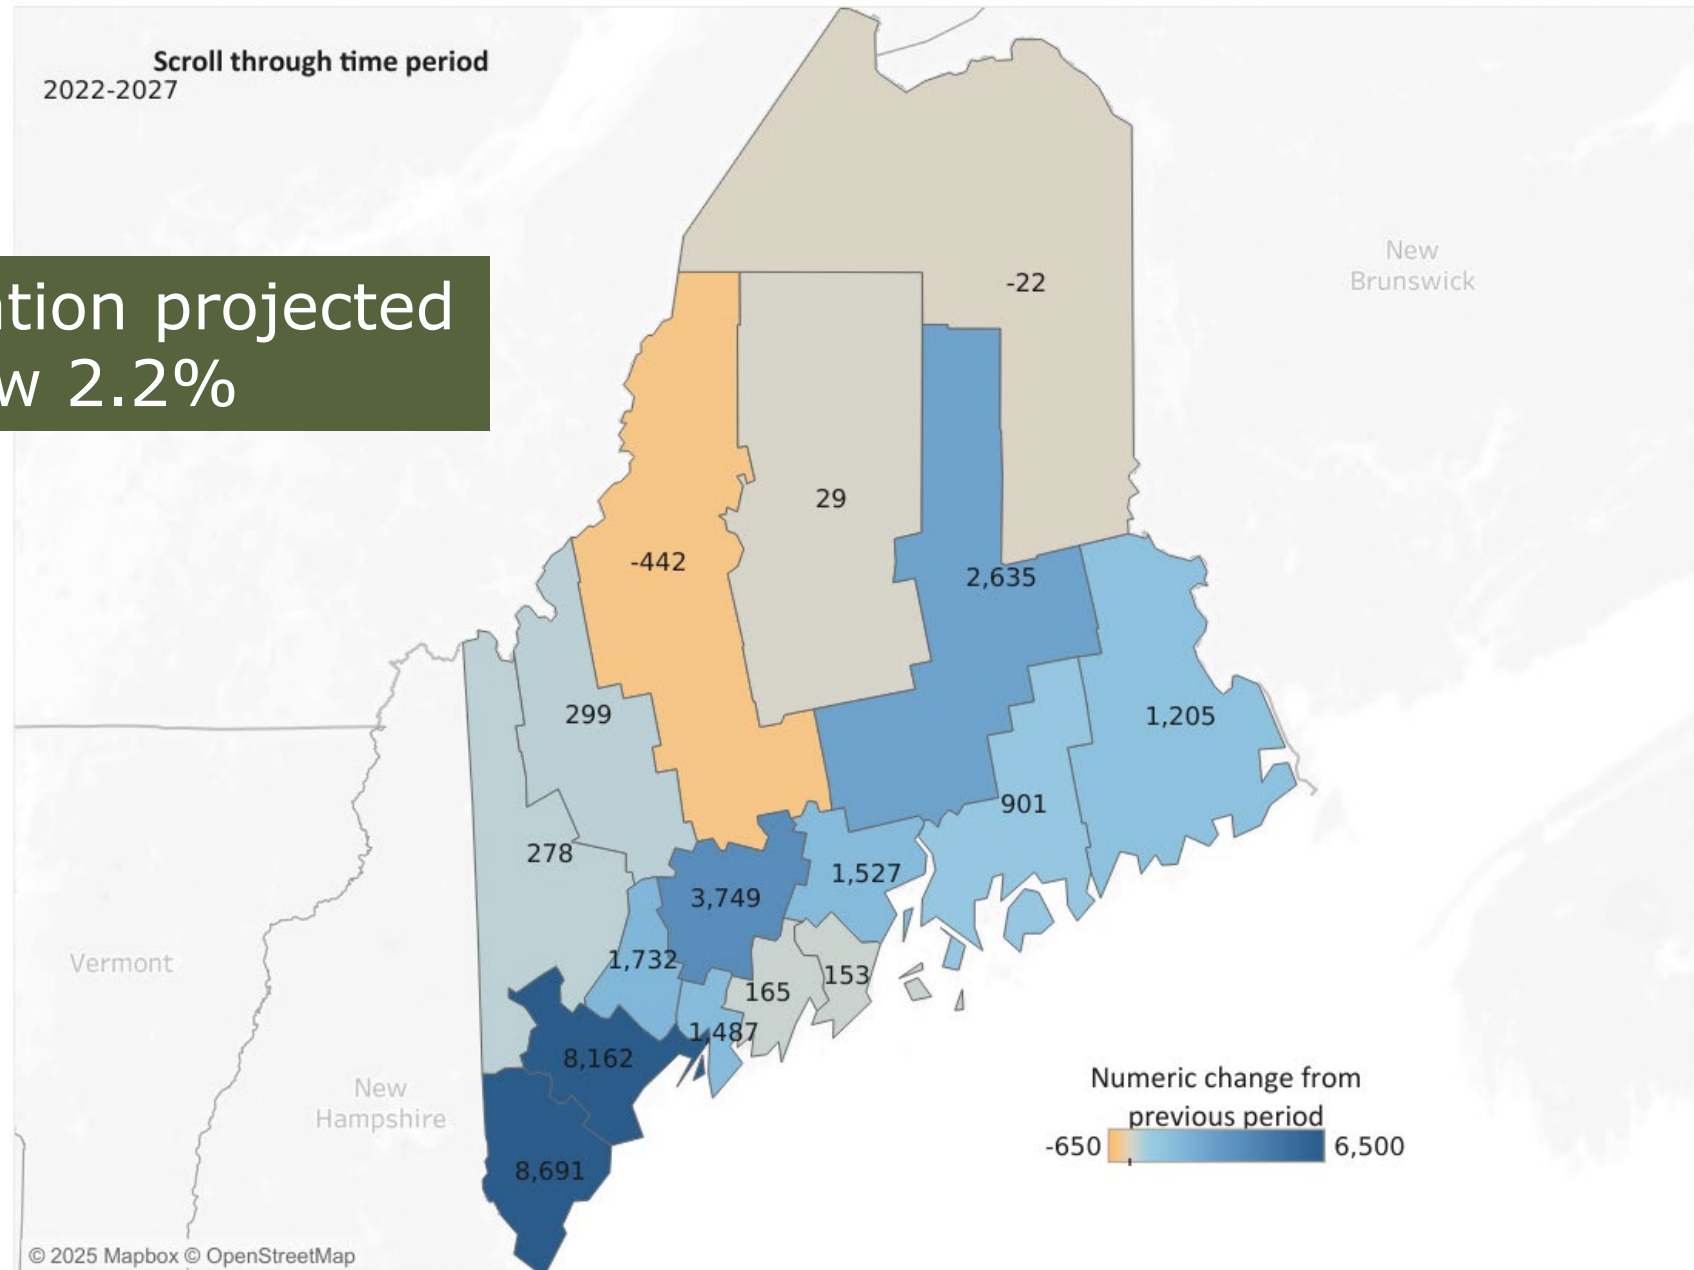 Scroll through time period
2022-2027
projected
2.2%
New
Brunswick
-22
29
-442
2,635
299
1,205
901
278
1,527
3,749
1,732
153
165
1,487
8,162
8,691
Vermont
New
Hampshire
Numeric change from
previous period
-650
6,500
© 2025 Mapbox © OpenStreetMap